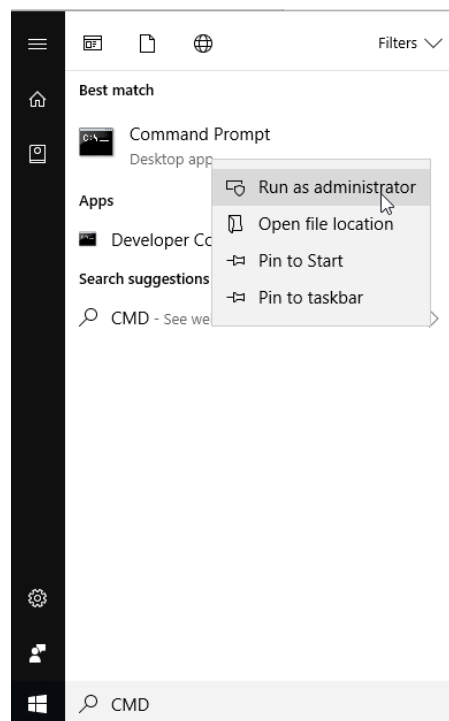 Filters
Best match
C:\
Command Prompt
Desktop app
Run as administrator
Apps
Open file location
Developer Co
Pin to Start
Search suggestions
Pin to taskbar
CMD - See we
CMD